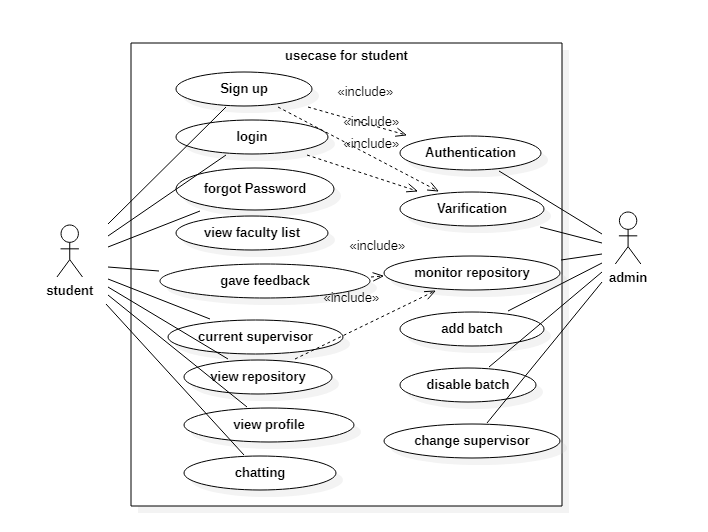 usecase for student
Sign up
«include»
login
«include»
«include»
Authentication
forgot Password
Varification
view faculty list
«include»
student
admin
gave feedback
monitor repository
«include»
current supervisor
add batch
view repository
disable batch
view profile
change supervisor
chatting